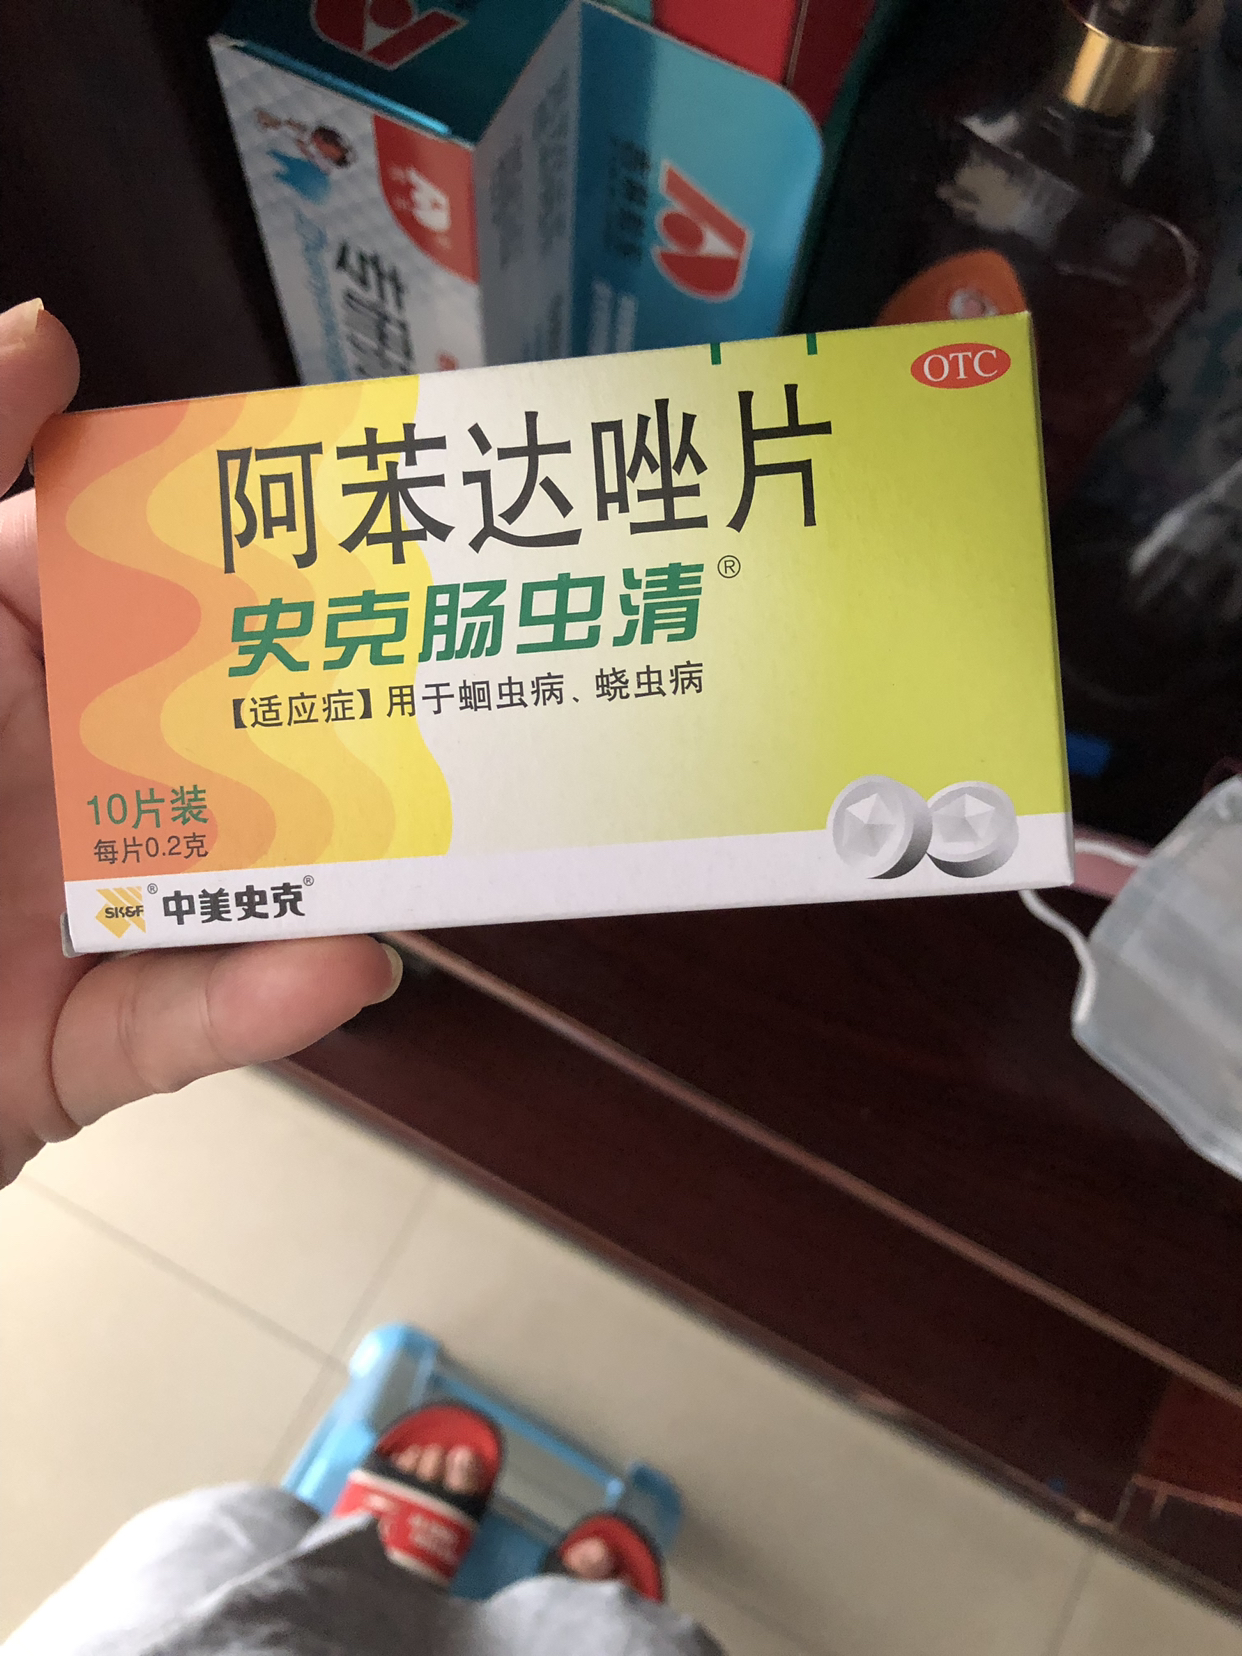 OTC
阿苯达唑片
史克肠虫清®
【适应症】用于蛔虫病、蛲虫病
10片装
每片0.2克
SK&F® 中美史克®